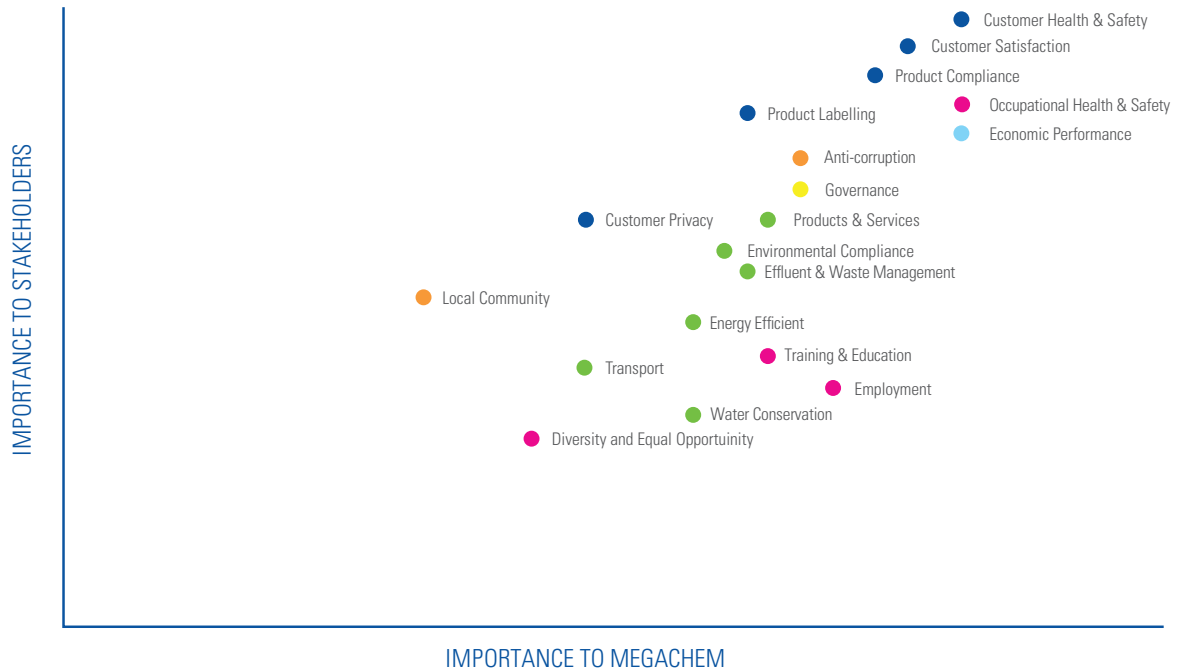 Customer Health & Safety
Customer Satisfaction
Product Compliance
Occupational Health & Safety
Product Labelling
Economic Performance
Anti-corruption
Governance
Customer Privacy
Products & Services
Environmental Compliance
Effluent & Waste Management
Local Community
Energy Efficient
Training & Education
Transport
Employment
Water Conservation
Diversity and Equal Opportuinity
IMPORTANCE TO STAKEHOLDERS
IMPORTANCE TO MEGACHEM